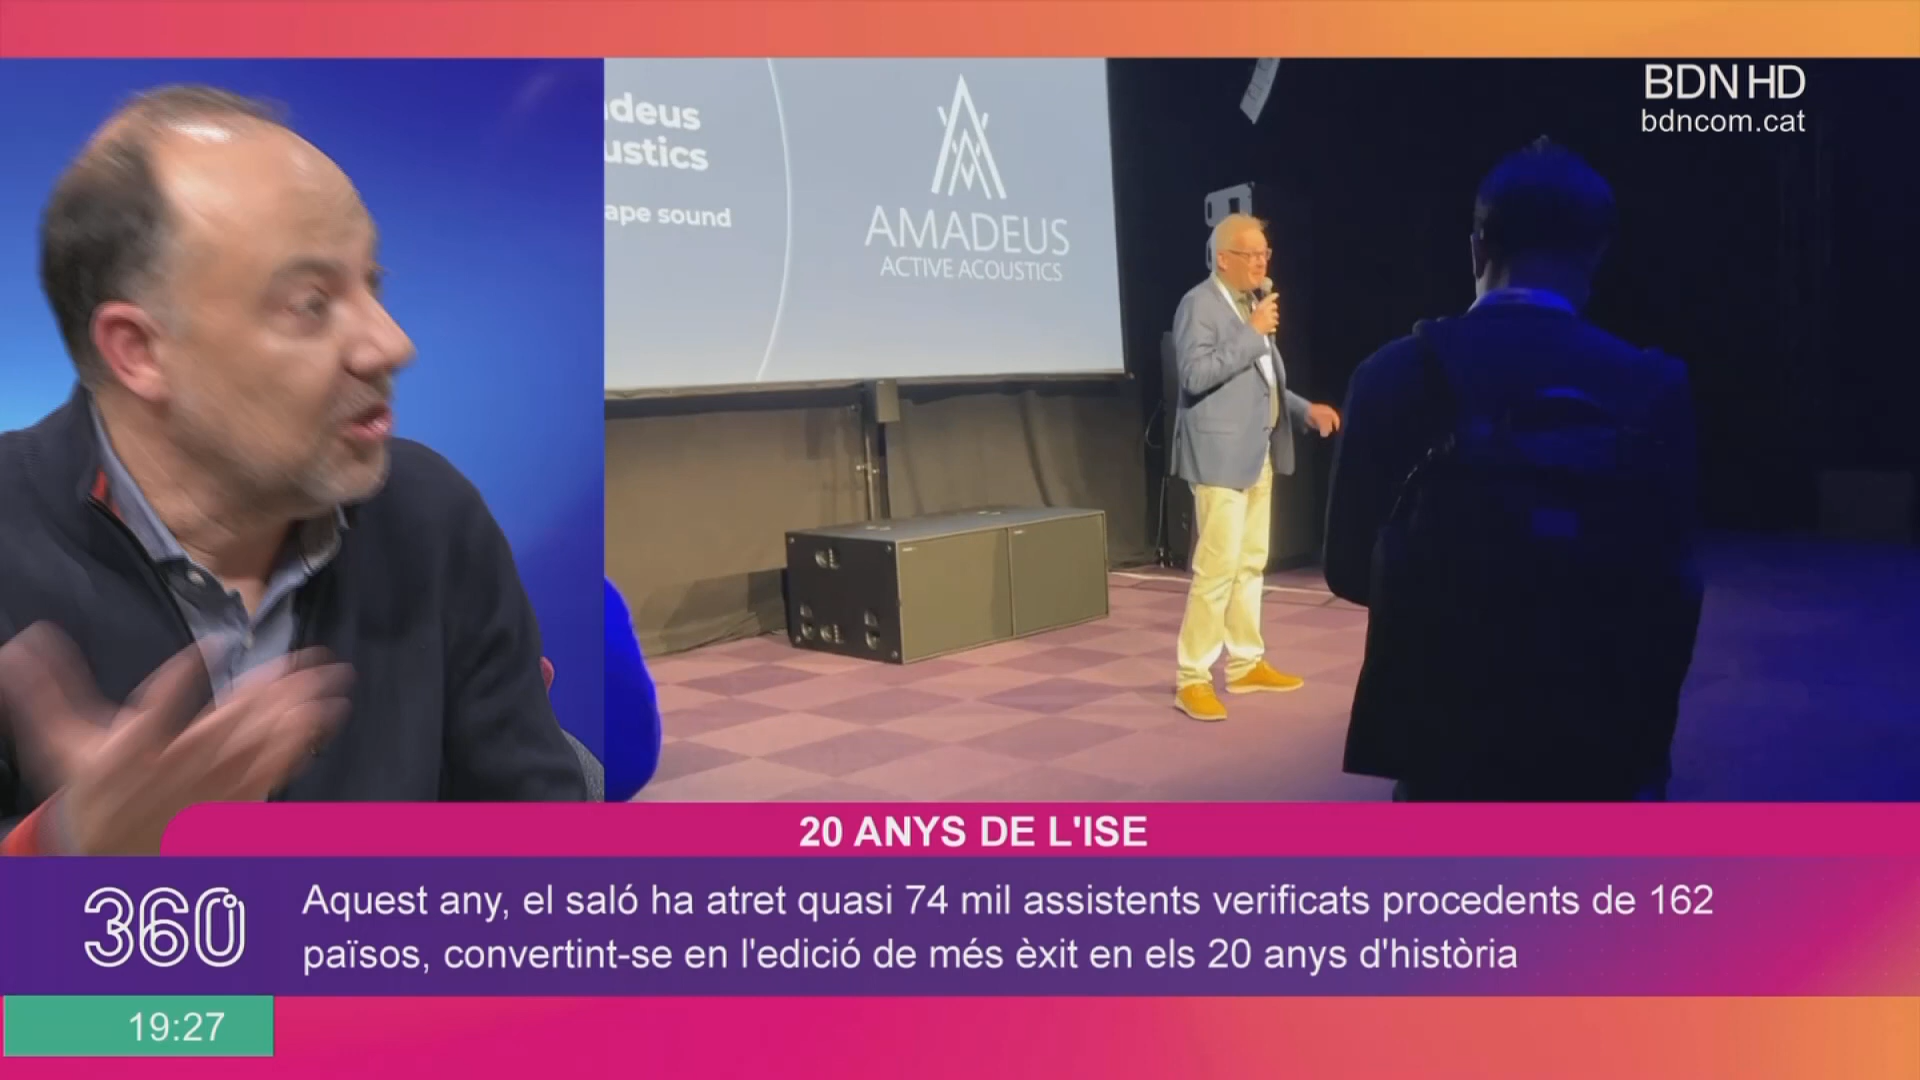 BDN HD
bdncom.cat
deus
ustics
ape sound
AMADEUS
ACTIVE ACOUSTICS
20 ANYS DE L'ISE
360
Aquest any, el saló ha atret quasi 74 mil assistents verificats procedents de 162
països, convertint-se en l'edició de més èxit en els 20 anys d'història
19:27